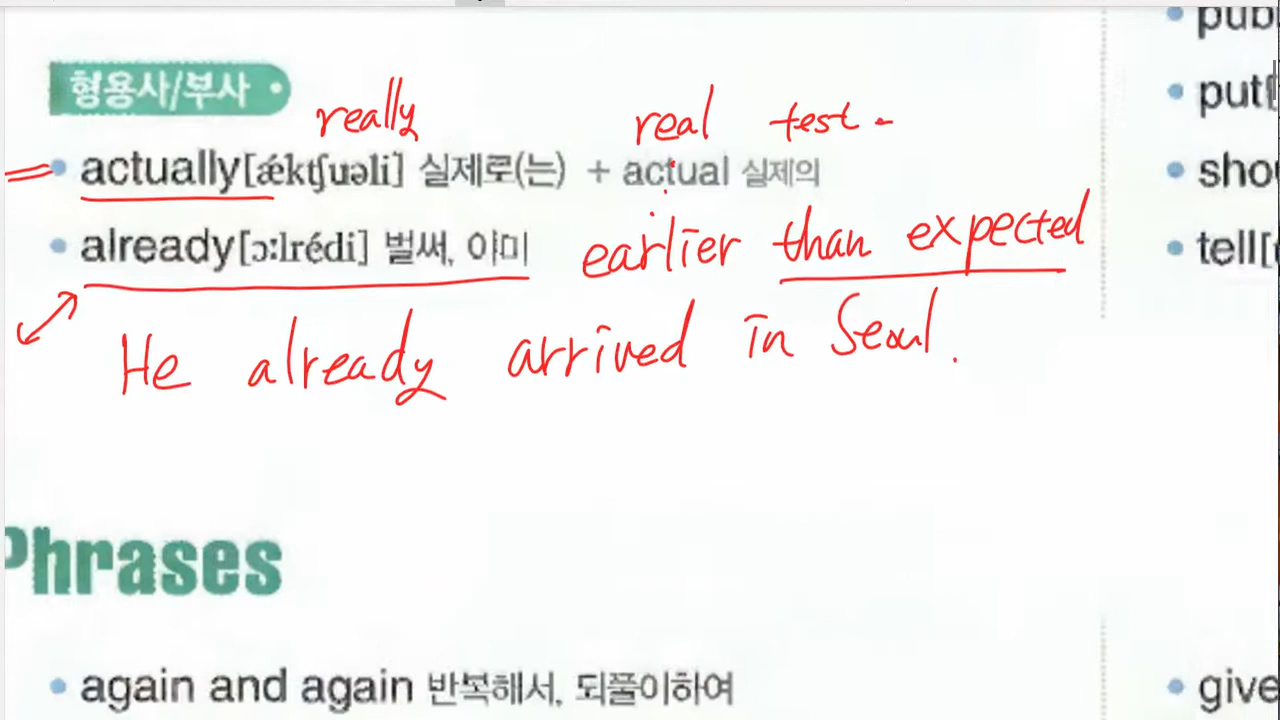 형용사/부사
really real test.
actually[ǽktʃuəli] 실제로(는) + actual 실제의
already[ɔːlrédi] 벌써, 이미 earlier than expected
He already arrived in Seoul.
Phrases
again and again 반복해서, 되풀이하여
put[
tell[
give